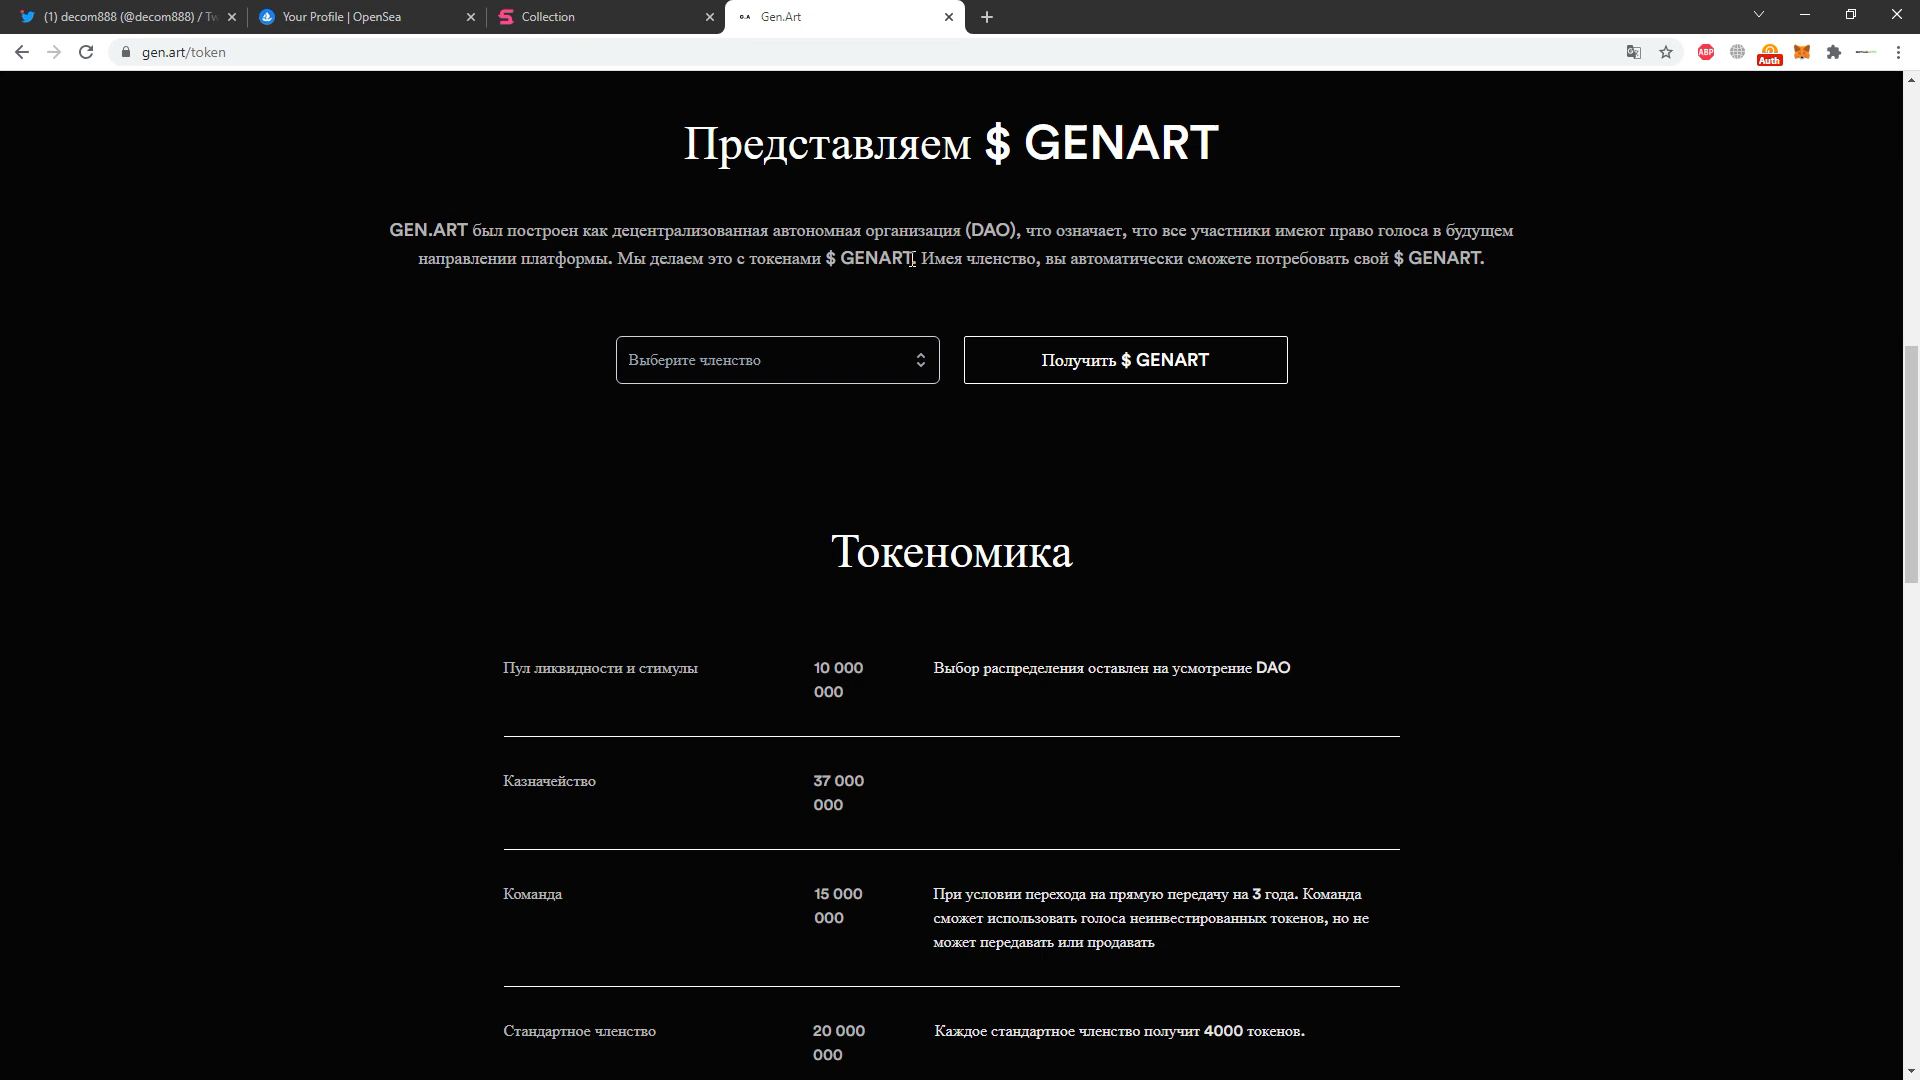 (1) decom888 (@decom888) / Tw
Your Profile | OpenSea
Collection
G.A
Gen.Art
gen.art/token
ABP
Auth
Представляем $ GENART
GEN.ART был построен как децентрализованная автономная организация (DAO), что означает, что все участники имеют право голоса в будущем
направлении платформы. Мы делаем это с токенами $ GENART. Имея членство, вы автоматически сможете потребовать свой $ GENART.
Выберите членство
Получить $ GENART
Токеномика
Пул ликвидности и стимулы
10 000
000
Выбор распределения оставлен на усмотрение DAO
Казначейство
37 000
000
Команда
15 000
000
При условии перехода на прямую передачу на 3 года. Команда
сможет использовать голоса неинвестированных токенов, но не
может передавать или продавать
Стандартное членство
20 000
000
Каждое стандартное членство получит 4000 токенов.